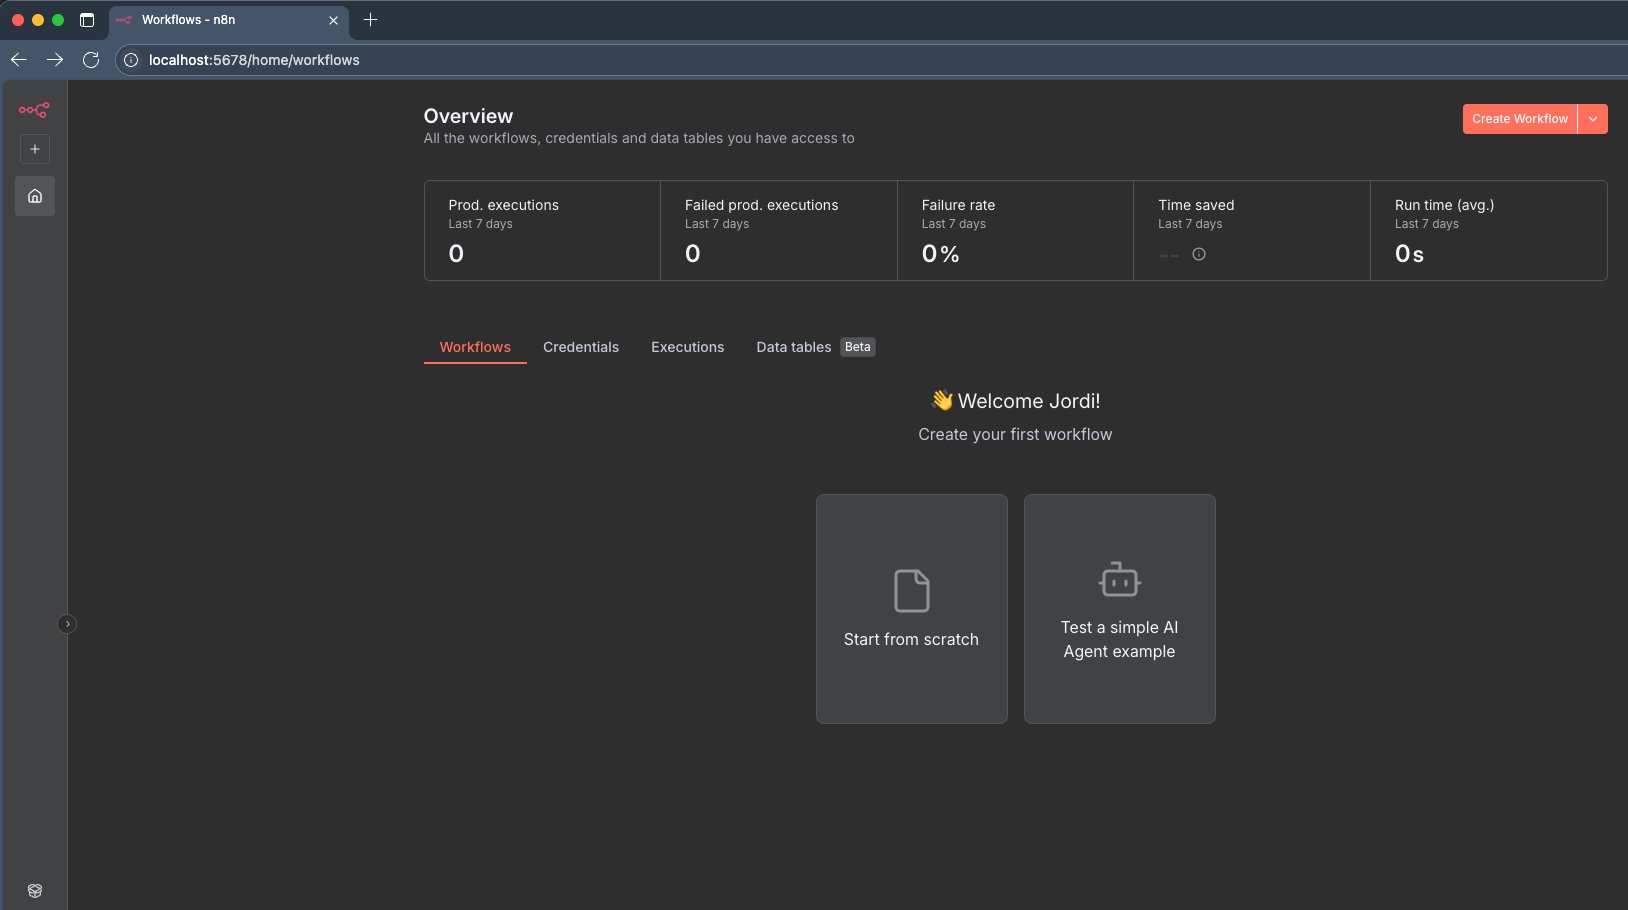 Workflows - n8n
localhost:5678/home/workflows
Overview
All the workflows, credentials and data tables you have access to
Create Workflow
Prod. executions
Last 7 days
0
Failed prod. executions
Last 7 days
0
Failure rate
Last 7 days
0%
Time saved
Last 7 days
--
Run time (avg.)
Last 7 days
0s
Workflows Credentials Executions Data tables Beta
👋 Welcome Jordi!
Create your first workflow
Start from scratch
Test a simple AI
Agent example